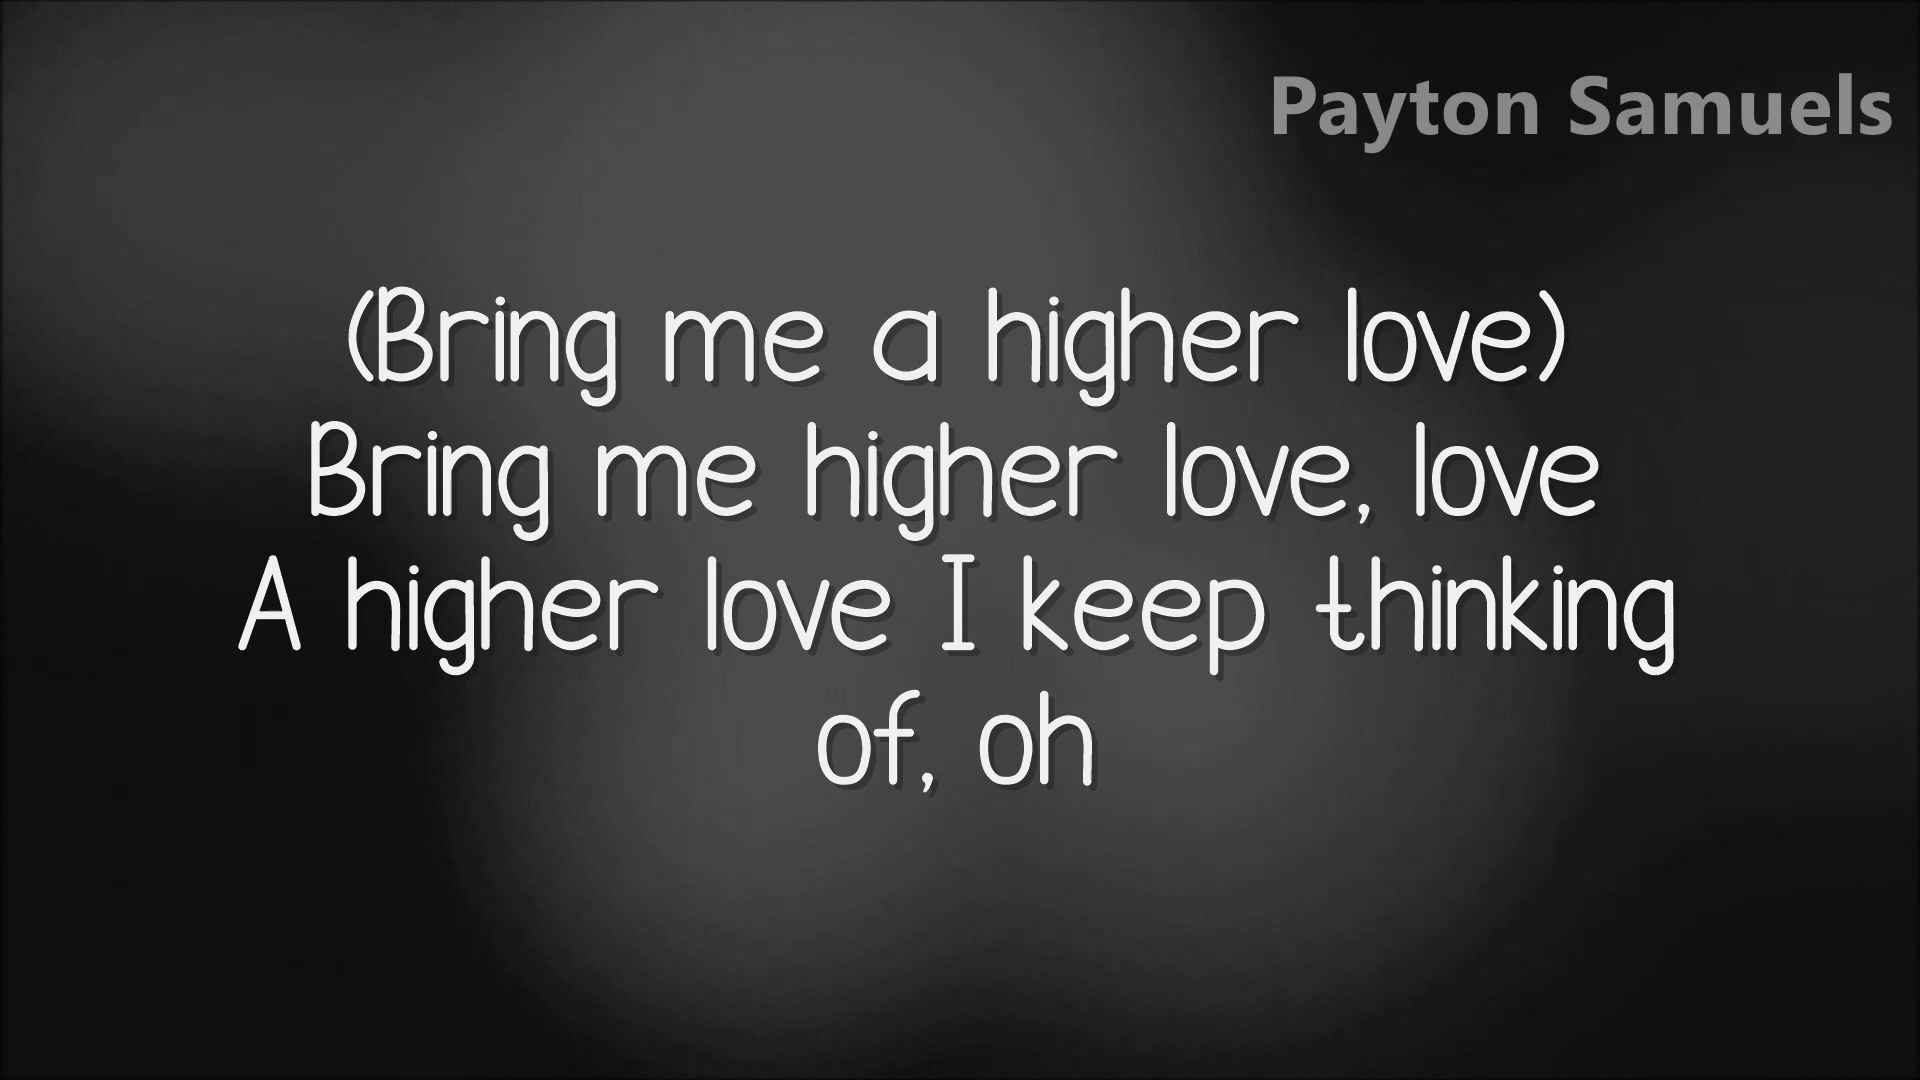 Payton Samuels
(Bring me a higher love)
Bring me higher love, love
A higher love I keep thinking
of, oh